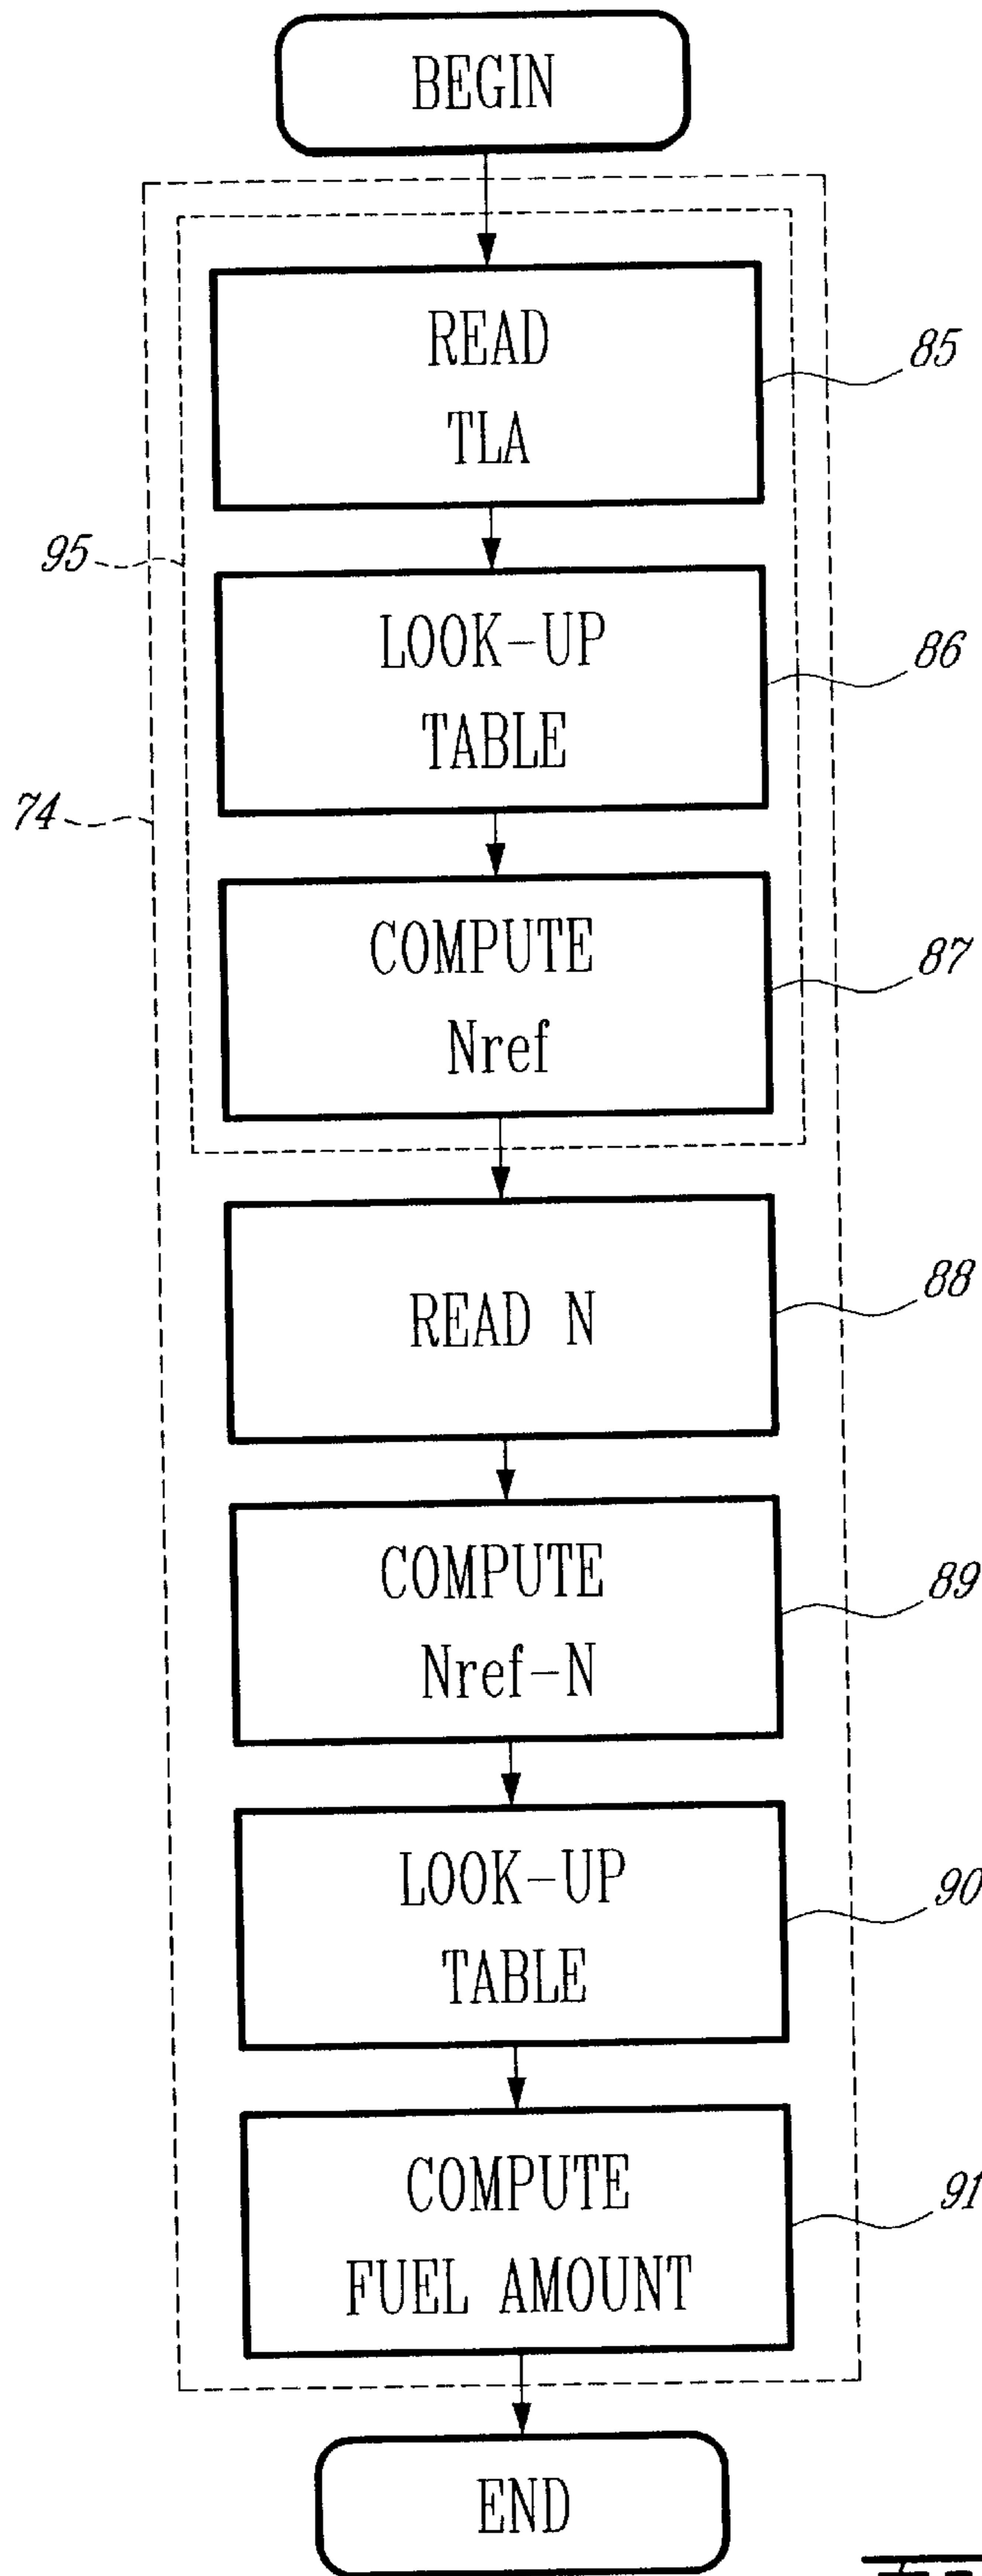 BEGIN
READ
TLA
85
95
LOOK-UP
TABLE
86
74
COMPUTE
Nref
87
READ N
88
COMPUTE
Nref-N
89
LOOK-UP
TABLE
90
COMPUTE
FUEL AMOUNT
91
END